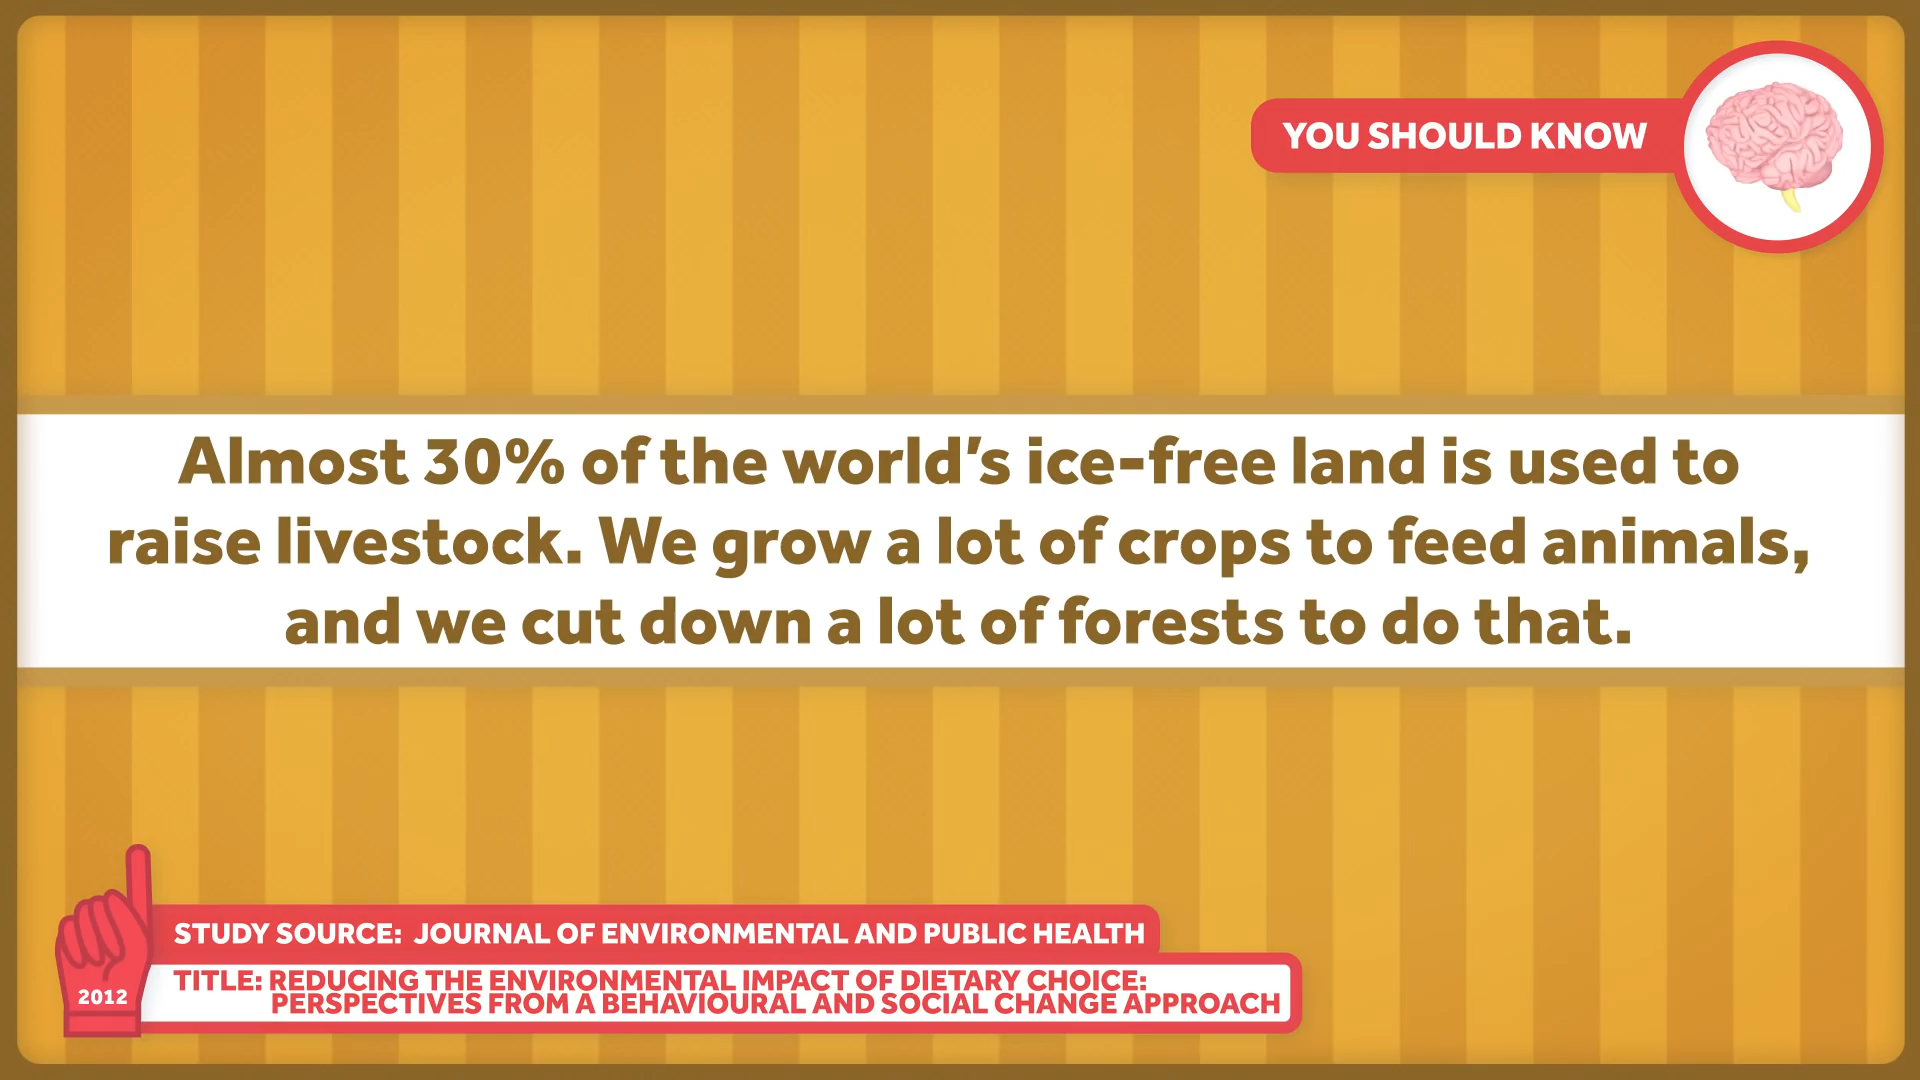 YOU SHOULD KNOW
Almost 30% of the world's ice-free land is used to
raise livestock. We grow a lot of crops to feed animals,
and we cut down a lot of forests to do that.
STUDY SOURCE: JOURNAL OF ENVIRONMENTAL AND PUBLIC HEALTH
TITLE: REDUCING THE ENVIRONMENTAL IMPACT OF DIETARY CHOICE:
PERSPECTIVES FROM A BEHAVIOURAL AND SOCIAL CHANGE APPROACH
2012